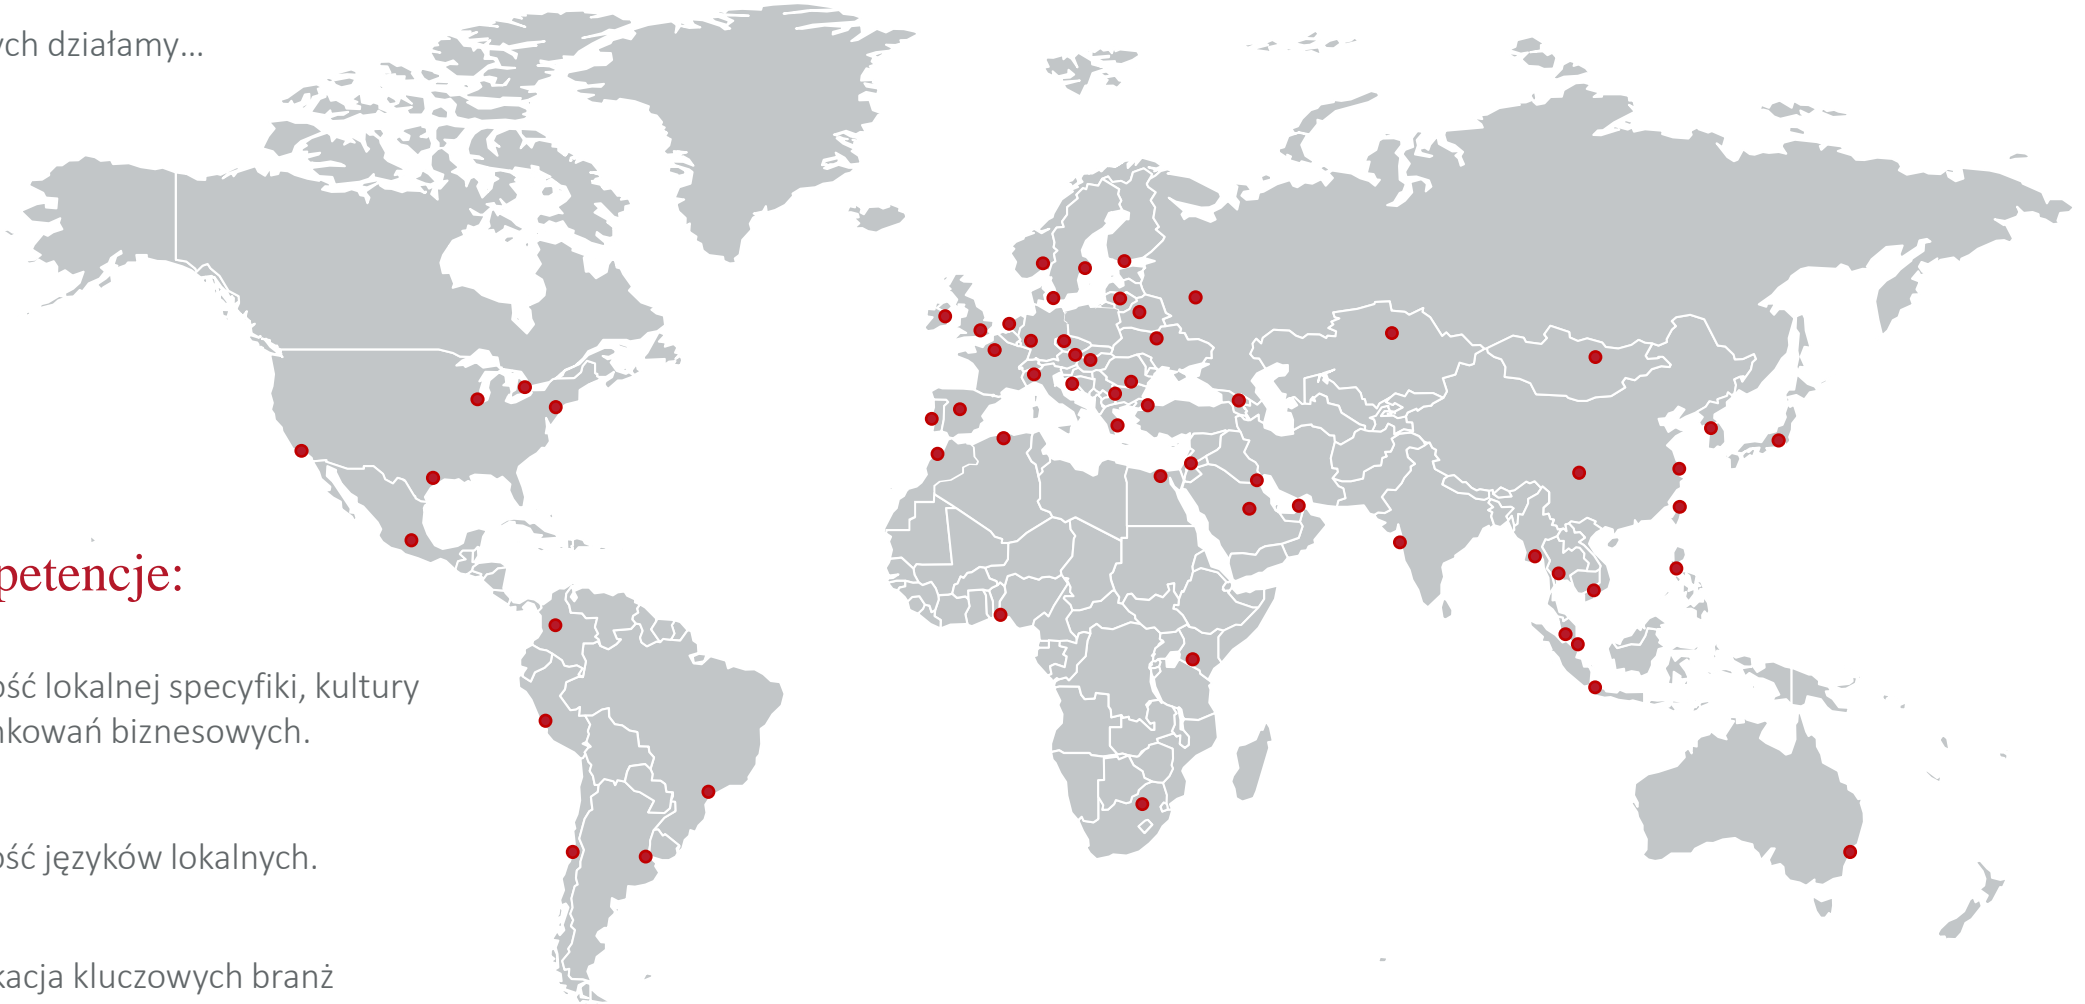 ych działamy...
petencje:
ość lokalnej specyfiki, kultury
nkowań biznesowych.
ość języków lokalnych.
kacja kluczowych branż